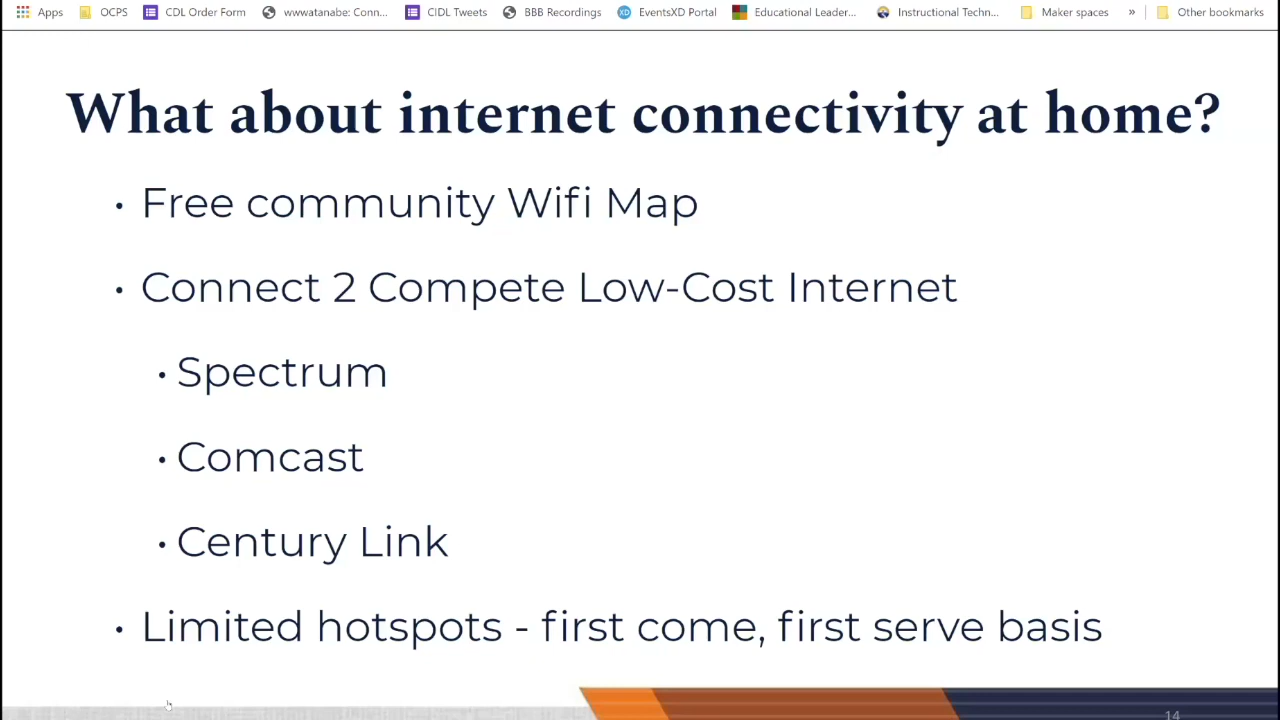 Apps OCPS CDL Order Form wwwatanabe: Conn... CIDL Tweets BBB Recordings XD EventsXD Portal Educational Leader... Instructional Techn... Maker spaces » Other bookmarks
What about internet connectivity at home?
• Free community Wifi Map
• Connect 2 Compete Low-Cost Internet
• Spectrum
• Comcast
• Century Link
• Limited hotspots - first come, first serve basis
14